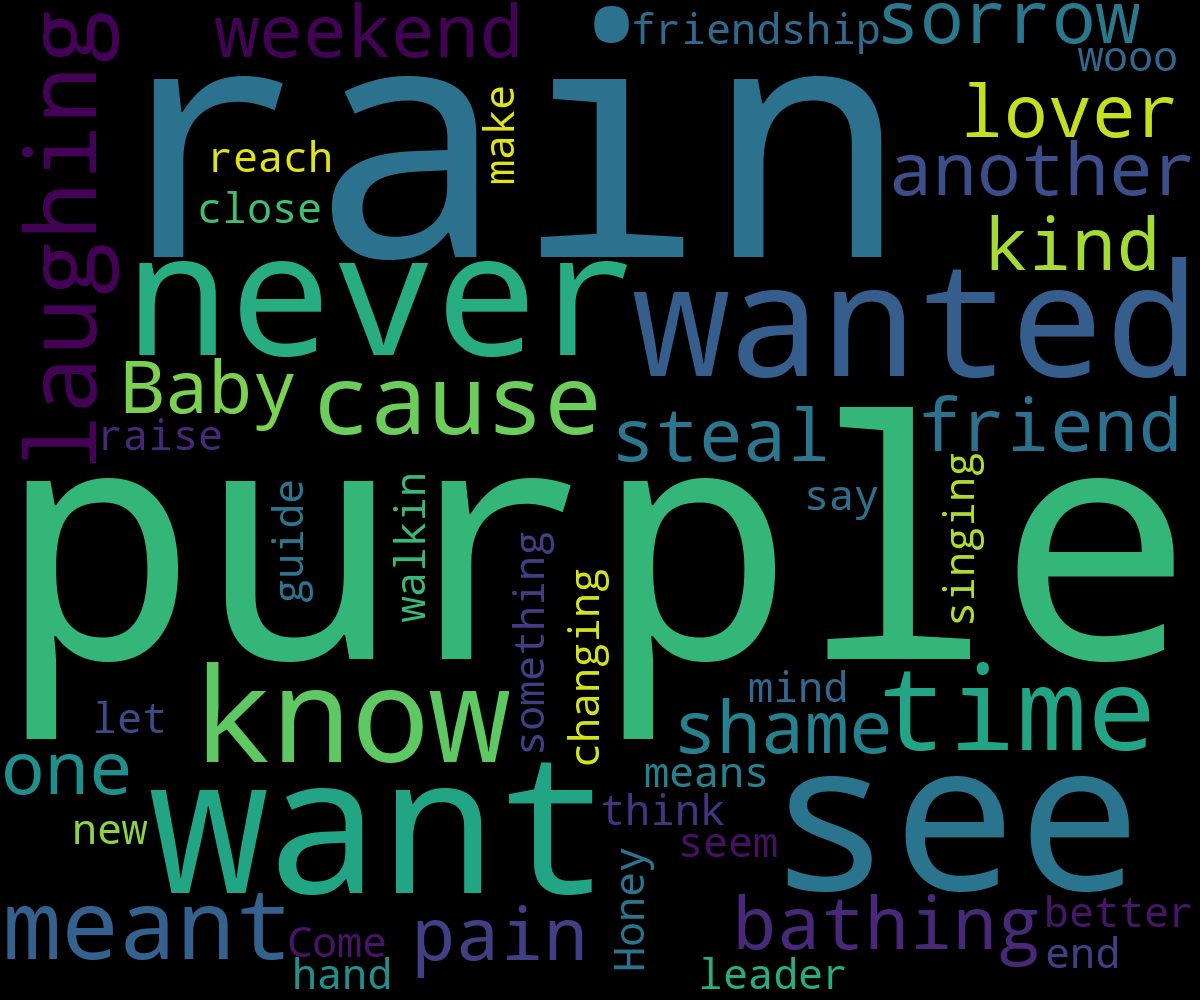 laughing
weekend
o
friendship
sorrow
wooo
rain
make
lover
reach
another
close
kind
never
wanted
Baby
cause
steal
friend
raise
purple
say
singing
guide
walkin
something
changing
know
mind
time
let
shame
one
means
want
see
new
think
seem
Honey
meant
Come
pain
bathing
better
end
hand
leader